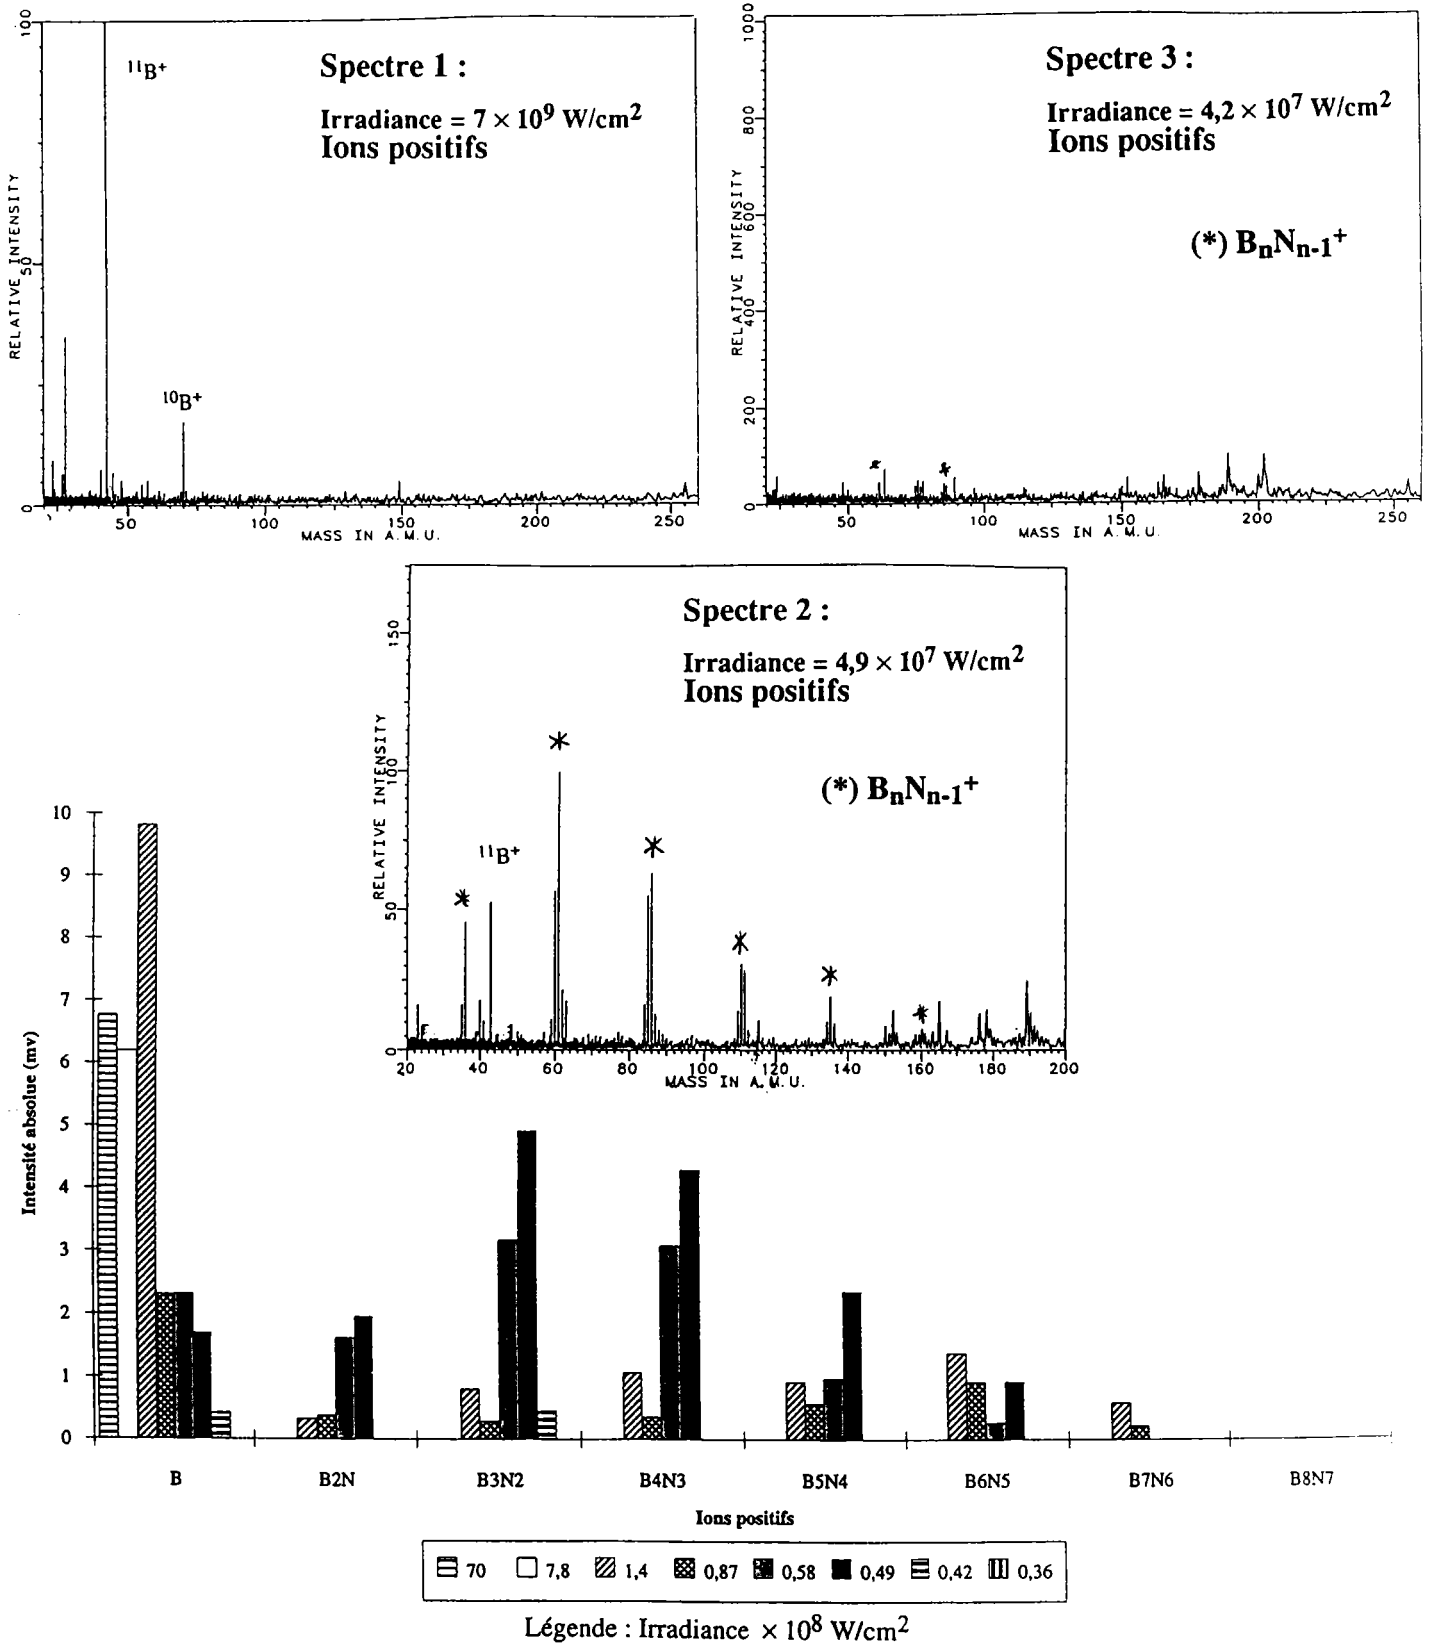 Spectre 1 :
Irradiance = 7 × 10⁹ W/cm²
Ions positifs
¹¹B⁺
¹⁰B⁺
RELATIVE INTENSITY
100
50
0
50 100 150 200 250
MASS IN A.M.U.
Spectre 3 :
Irradiance = 4,2 × 10⁷ W/cm²
Ions positifs
(*) BₙNₙ₋₁⁺
RELATIVE INTENSITY
1000
800
600
400
200
0
* *
50 100 150 200 250
MASS IN A.M.U.
Spectre 2 :
Irradiance = 4,9 × 10⁷ W/cm²
Ions positifs
(*) BₙNₙ₋₁⁺
¹¹B⁺
* * * * * *
RELATIVE INTENSITY
150
100
50
0
20 40 60 80 100 120 140 160 180 200
MASS IN A.M.U.
Intensité absolue (mv)
10
9
8
7
6
5
4
3
2
1
0
B B2N B3N2 B4N3 B5N4 B6N5 B7N6 B8N7
Ions positifs
70 7,8 1,4 0,87 0,58 0,49 0,42 0,36
Légende : Irradiance × 10⁸ W/cm²